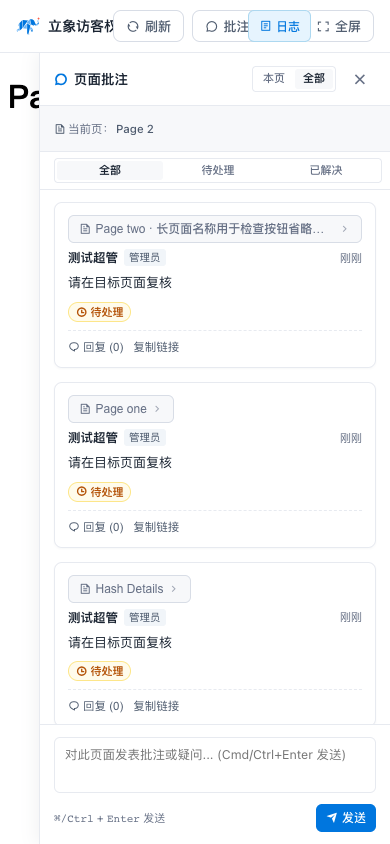 立象访客权 刷新 批注 日志 全屏
Pa
页面批注 本页 全部
当前页: Page 2
全部 待处理 已解决
Page two · 长页面名称用于检查按钮省略...
测试超管 管理员 刚刚
请在目标页面复核
待处理
回复 (0) 复制链接
Page one
测试超管 管理员 刚刚
请在目标页面复核
待处理
回复 (0) 复制链接
Hash Details
测试超管 管理员 刚刚
请在目标页面复核
待处理
回复 (0) 复制链接
对此页面发表批注或疑问... (Cmd/Ctrl+Enter 发送)
⌘/Ctrl + Enter 发送 发送